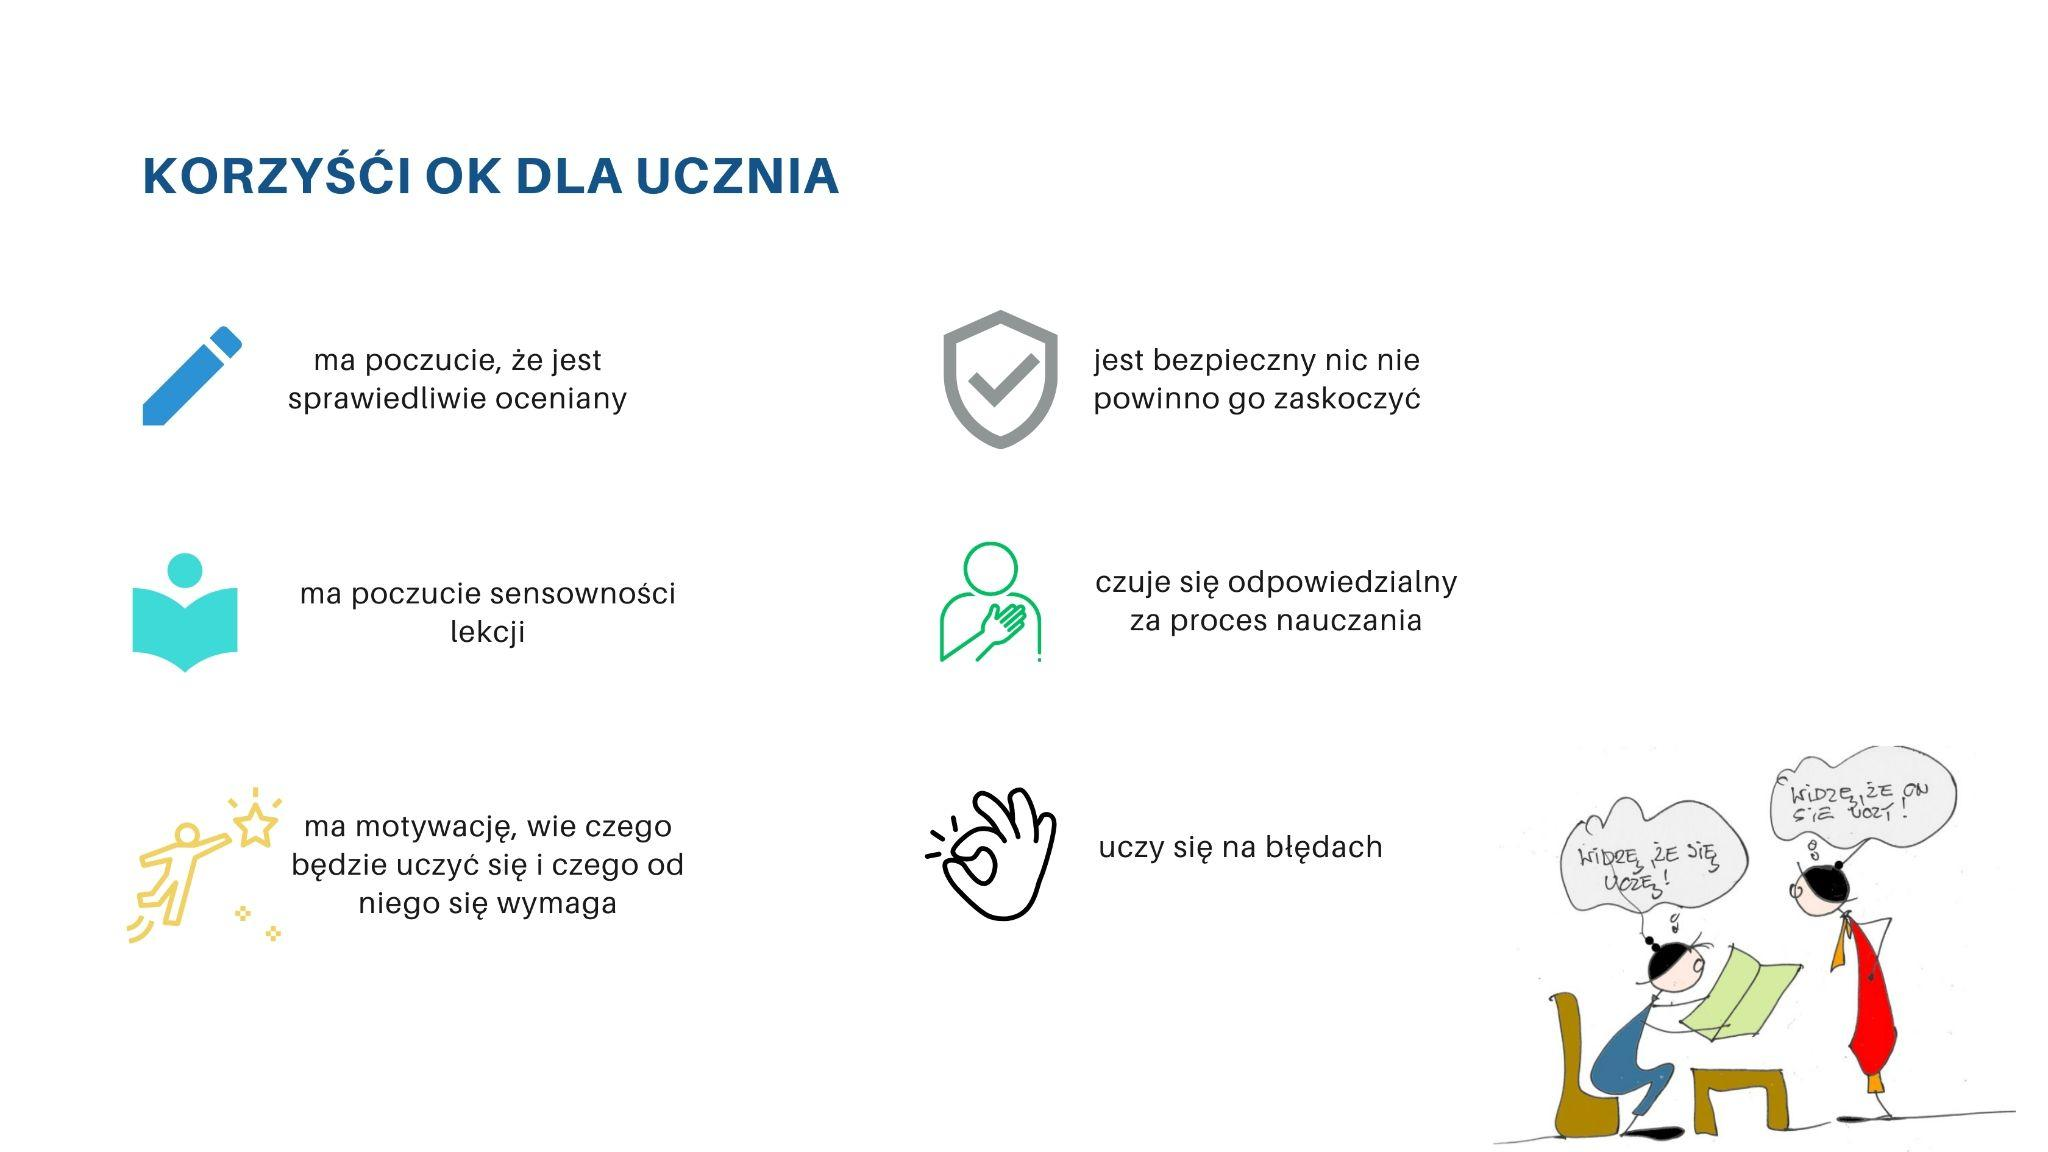 KORZYŚĆI OK DLA UCZNIA
ma poczucie, że jest
sprawiedliwie oceniany
jest bezpieczny nic nie
powinno go zaskoczyć
ma poczucie sensowności
lekcji
czuje się odpowiedzialny
za proces nauczania
ma motywację, wie czego
będzie uczyć się i czego od
niego się wymaga
uczy się na błędach
WIDZĘ, ŻE SIĘ
UCZĘ!
WIDZĘ, ŻE ON
SIĘ UCZY!